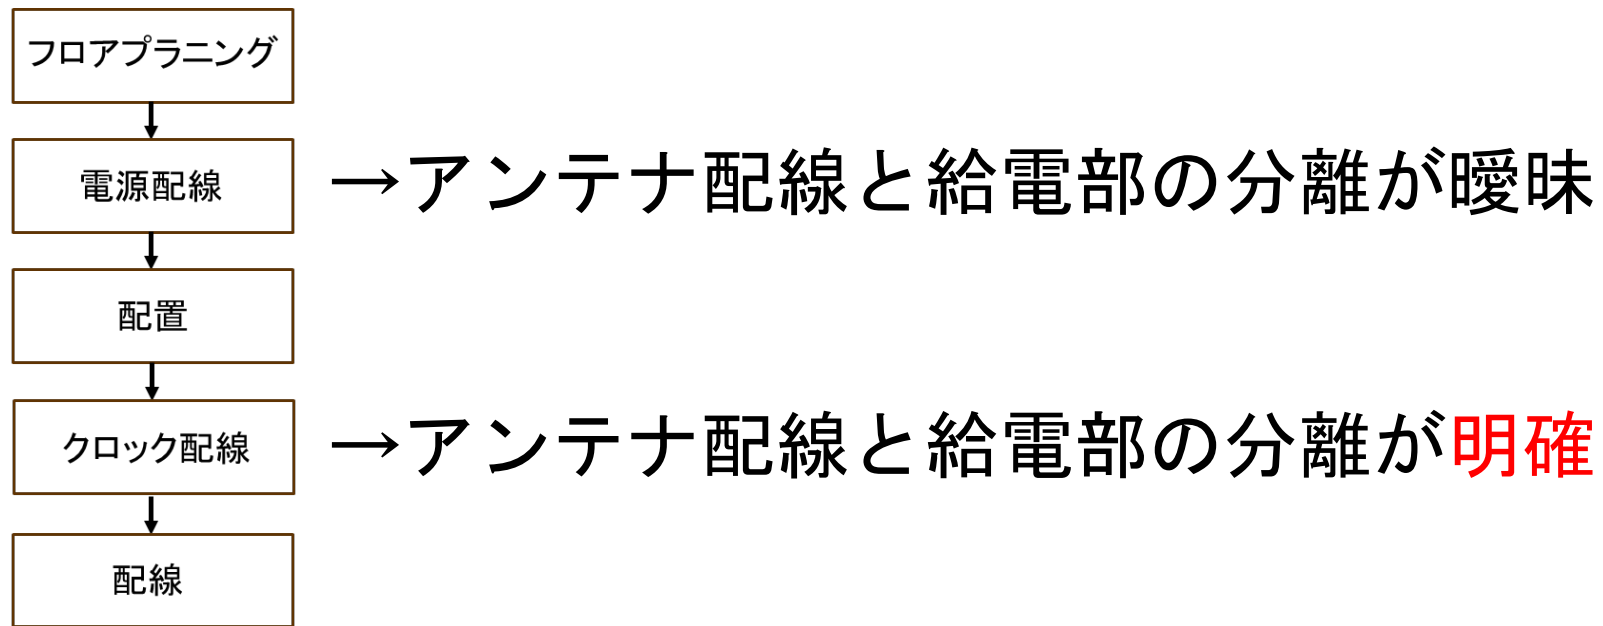 フロアプラニング
電源配線
→アンテナ配線と給電部の分離が曖昧
配置
クロック配線
→アンテナ配線と給電部の分離が明確
配線